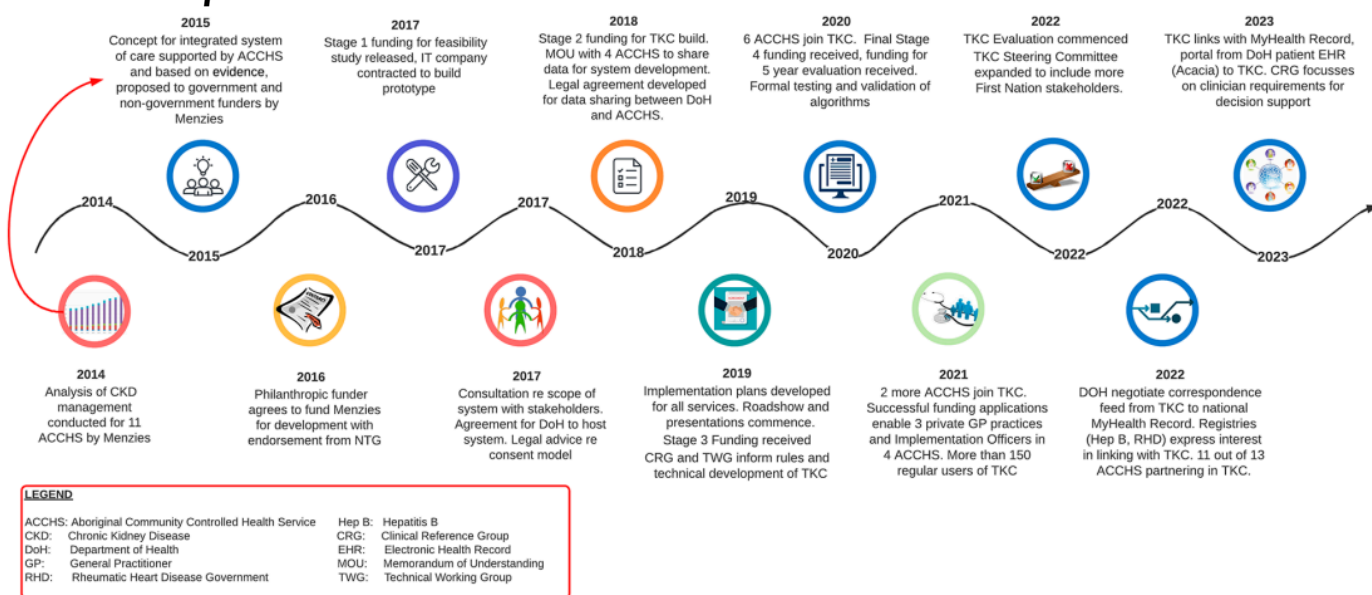 2015
Concept for integrated system
of care supported by ACCHS
and based on evidence,
proposed to government and
non-government funders by
Menzies
2017
Stage 1 funding for feasibility
study released, IT company
contracted to build
prototype
2018
Stage 2 funding for TKC build.
MOU with 4 ACCHS to share
data for system development.
Legal agreement developed
for data sharing between DoH
and ACCHS.
2020
6 ACCHS join TKC. Final Stage
4 funding received, funding for
5 year evaluation received.
Formal testing and validation of
algorithms
2022
TKC Evaluation commenced
TKC Steering Committee
expanded to include more
First Nation stakeholders.
2023
TKC links with MyHealth Record,
portal from DoH patient EHR
(Acacia) to TKC. CRG focusses
on clinician requirements for
decision support
2014
2015
2016
2017
2017
2018
2019
2020
2021
2022
2022
2023
2014
Analysis of CKD
management
conducted for 11
ACCHS by Menzies
2016
Philanthropic funder
agrees to fund Menzies
for development with
endorsement from NTG
2017
Consultation re scope of
system with stakeholders.
Agreement for DoH to host
system. Legal advice re
consent model
2019
Implementation plans developed
for all services. Roadshow and
presentations commence.
Stage 3 Funding received
CRG and TWG inform rules and
technical development of TKC
2021
2 more ACCHS join TKC.
Successful funding applications
enable 3 private GP practices
and Implementation Officers in
4 ACCHS. More than 150
regular users of TKC
2022
DOH negotiate correspondence
feed from TKC to national
MyHealth Record. Registries
(Hep B, RHD) express interest
in linking with TKC. 11 out of 13
ACCHS partnering in TKC.
LEGEND
ACCHS: Aboriginal Community Controlled Health Service
CKD: Chronic Kidney Disease
DoH: Department of Health
GP: General Practitioner
RHD: Rheumatic Heart Disease Government
Hep B: Hepatitis B
CRG: Clinical Reference Group
EHR: Electronic Health Record
MOU: Memorandum of Understanding
TWG: Technical Working Group